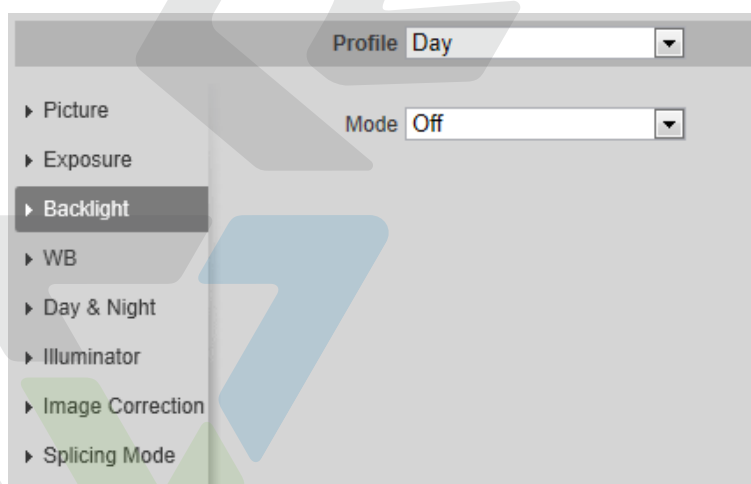 Profile Day
Picture
Mode Off
Exposure
Backlight
WB
Day & Night
Illuminator
Image Correction
Splicing Mode